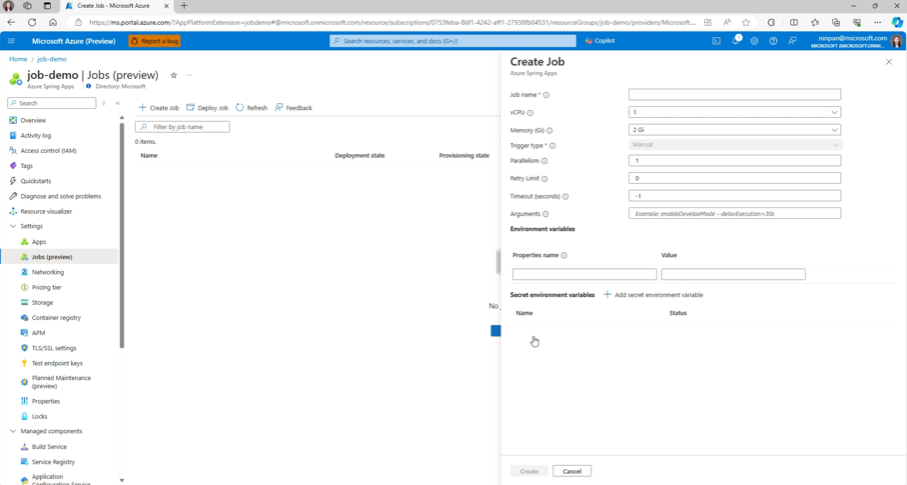 Create Job - Microsoft Azure
https://ms.portal.azure.com/?AppPlatformExtension=jobdemo#@microsoft.onmicrosoft.com/resource/subscriptions/0753feba-86f1-4242-aff1-27938fb04531/resourceGroups/job-demo/providers/Microsoft....
Microsoft Azure (Preview)
Report a bug
Search resources, services, and docs (G+/)
Copilot
1
ninpan@microsoft.com
MICROSOFT (MICROSOFT.ONMI...
Home > job-demo
job-demo | Jobs (preview)
Azure Spring Apps
Directory: Microsoft
Search
Overview
Activity log
Access control (IAM)
Tags
Quickstarts
Diagnose and solve problems
Resource visualizer
Settings
Apps
Jobs (preview)
Networking
Pricing tier
Storage
Container registry
APM
TLS/SSL settings
Test endpoint keys
Planned Maintenance
(preview)
Properties
Locks
Managed components
Build Service
Service Registry
Application
Configuration Service
Create Job
Deploy Job
Refresh
Feedback
Filter by job name
0 items.
Name
Deployment state
Provisioning state
No
Create Job
Azure Spring Apps
Job name *
vCPU
1
Memory (Gi)
2 Gi
Trigger type *
Manual
Parallelism
1
Retry Limit
0
Timeout (seconds)
-1
Arguments
Example: enableDevelopMode --delayExecution=30s
Environment variables
Properties name
Value
Secret environment variables
Add secret environment variable
Name
Status
Create
Cancel